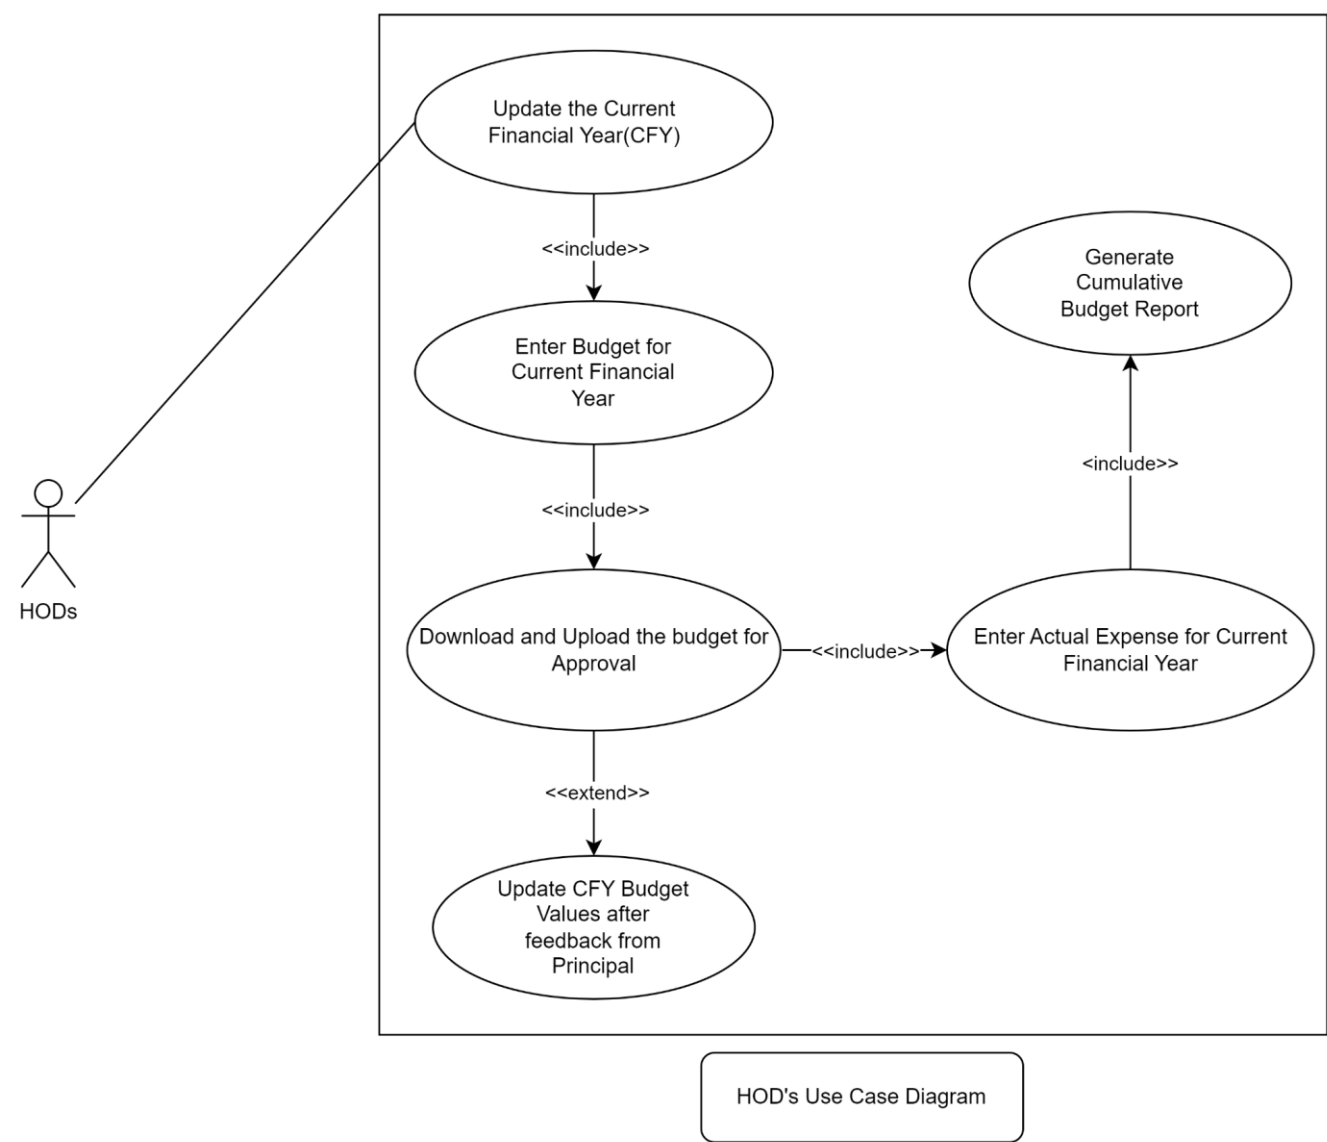 Update the Current
Financial Year(CFY)
<<include>>
Enter Budget for
Current Financial
Year
<<include>>
Download and Upload the budget for
Approval
<<include>>
Enter Actual Expense for Current
Financial Year
<include>>
Generate
Cumulative
Budget Report
<<extend>>
Update CFY Budget
Values after
feedback from
Principal
HODs
HOD's Use Case Diagram